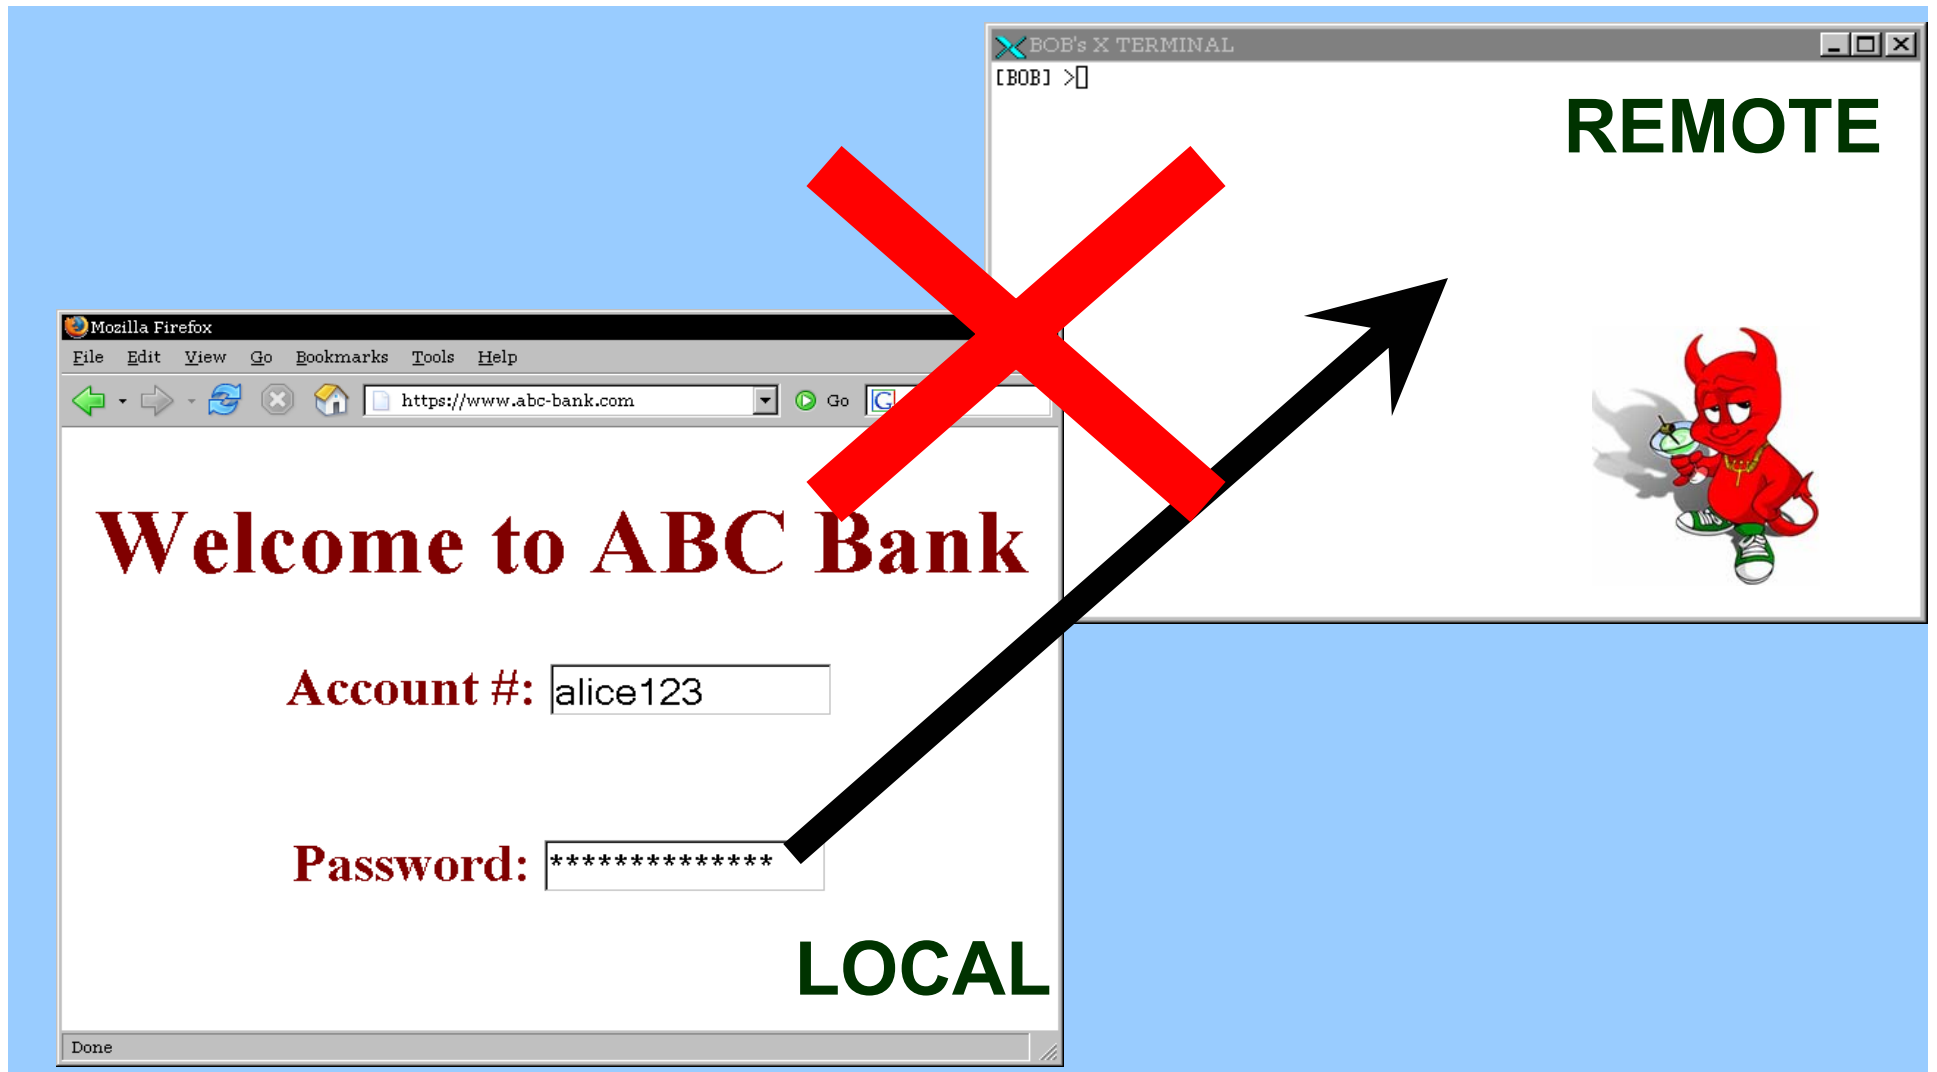 BOB's X TERMINAL
[BOB] >
REMOTE
Mozilla Firefox
File Edit View Go Bookmarks Tools Help
https://www.abc-bank.com Go G
Welcome to ABC Bank
Account #: alice123
Password: **************
LOCAL
Done